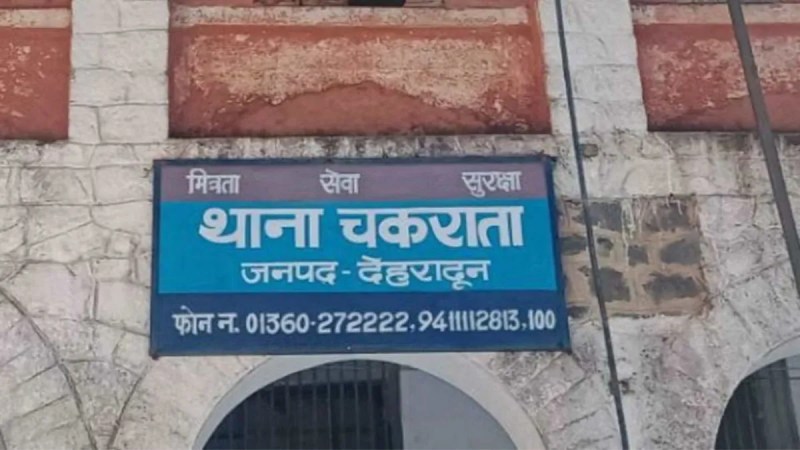 मित्रता सेवा सुरक्षा
थाना चकराता
जनपद - देहरादून
फोन न. 01360-272222, 9411112813, 100